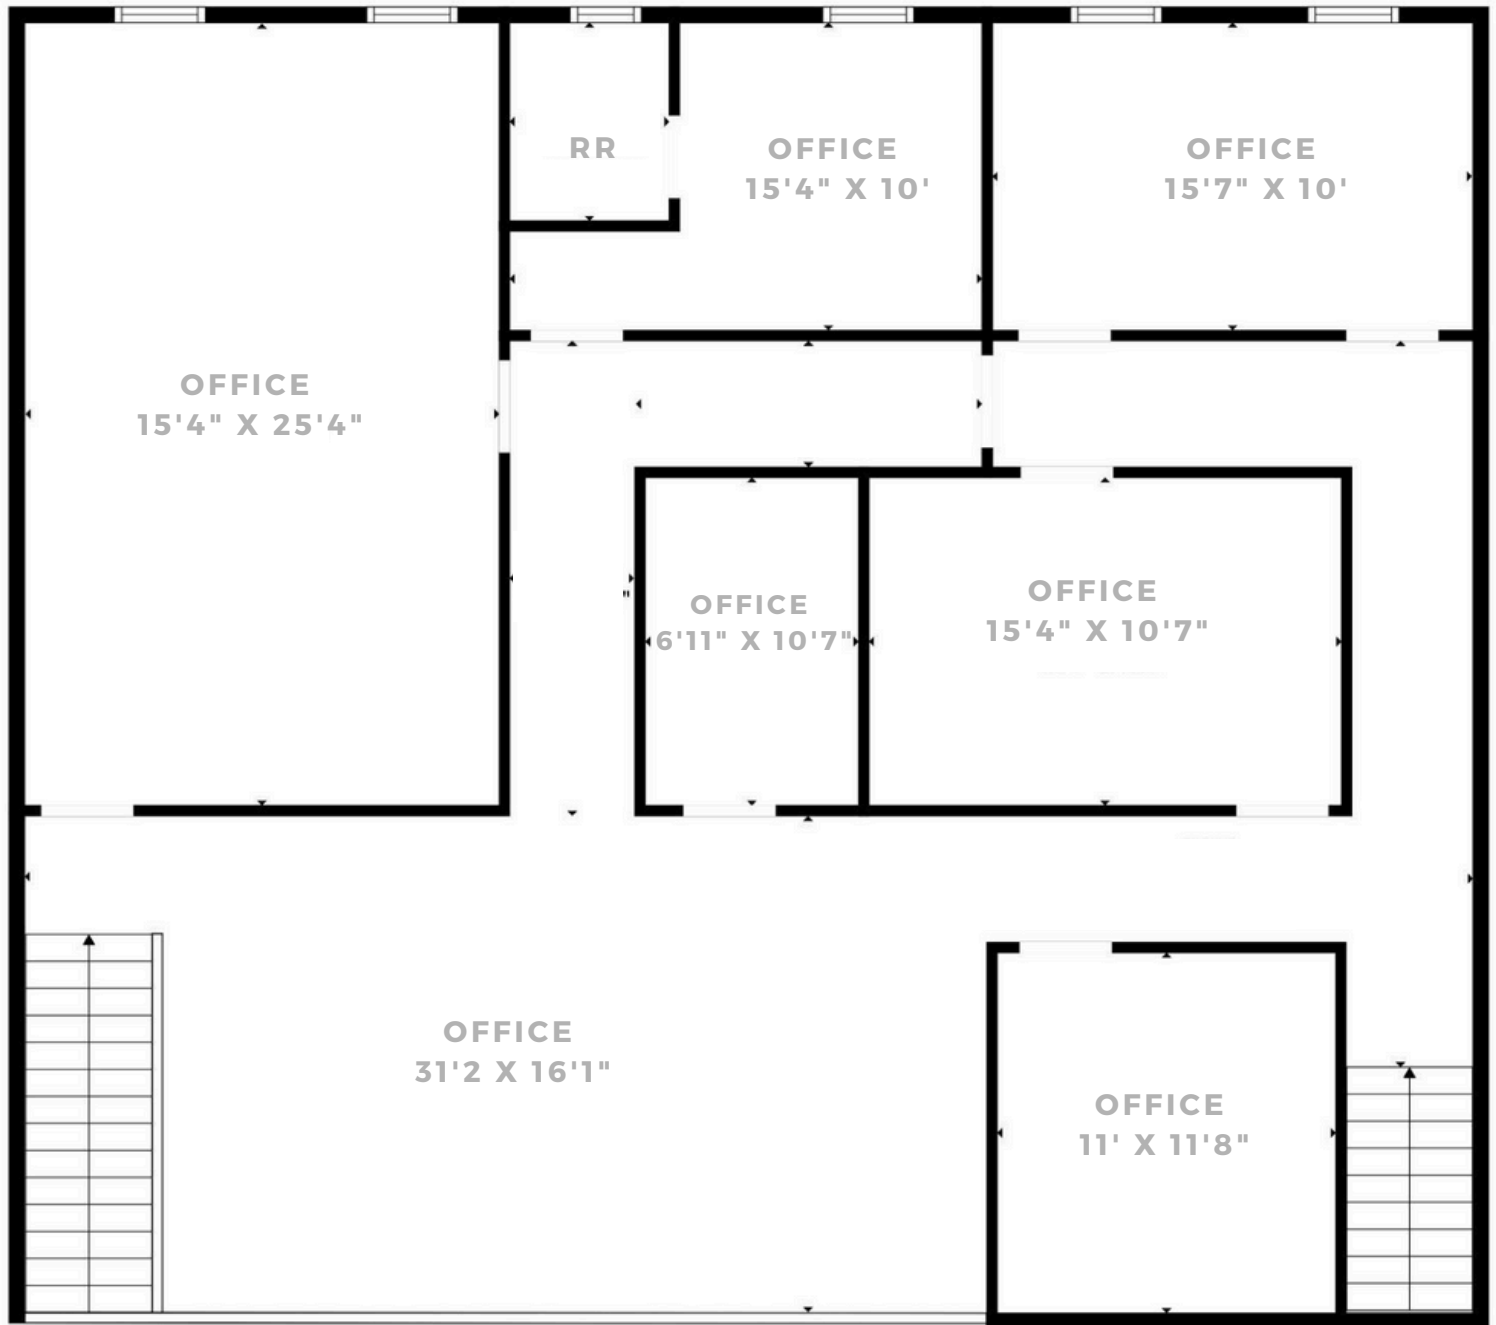 RR
OFFICE
15'4" X 10'
OFFICE
15'7" X 10'
OFFICE
15'4" X 25'4"
OFFICE
6'11" X 10'7"
OFFICE
15'4" X 10'7"
OFFICE
31'2 X 16'1"
OFFICE
11' X 11'8"